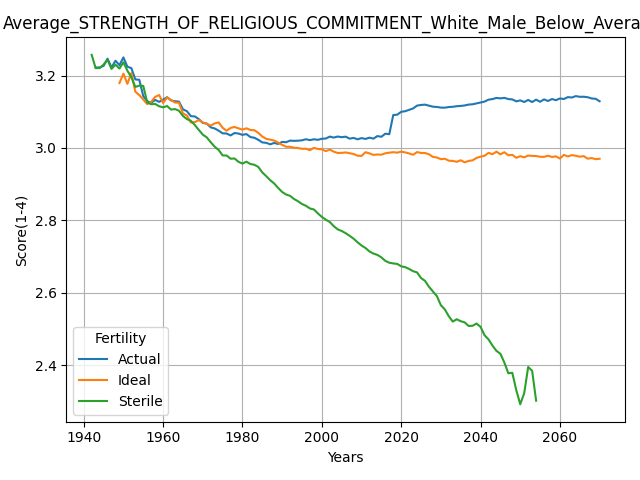 Average_STRENGTH_OF_RELIGIOUS_COMMITMENT_White_Male_Below_Avera
3.2
3.0
2.8
2.6
2.4
Score(1-4)
Fertility
Actual
Ideal
Sterile
1940
1960
1980
2000
2020
2040
2060
Years